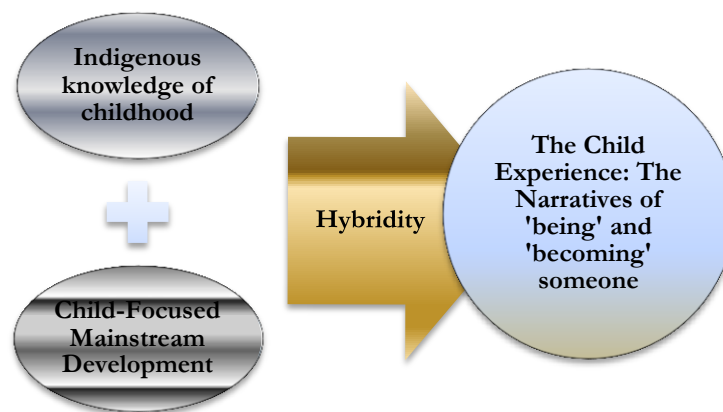 Indigenous
knowledge of
childhood
Child-Focused
Mainstream
Development
Hybridity
The Child
Experience: The
Narratives of
'being' and
'becoming'
someone